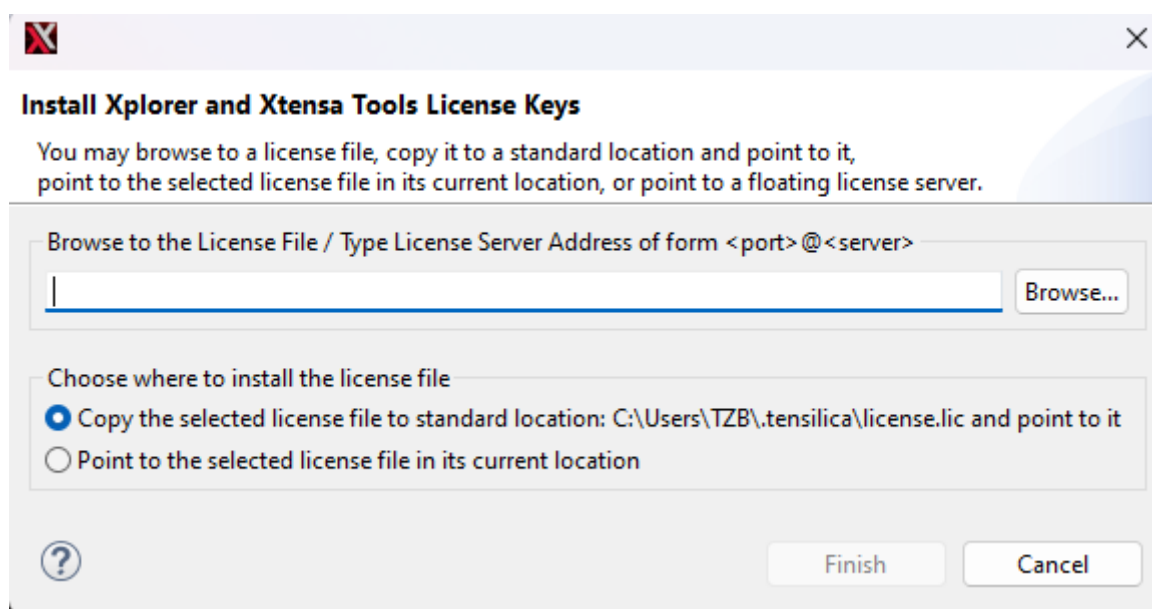 Install Xplorer and Xtensa Tools License Keys
You may browse to a license file, copy it to a standard location and point to it,
point to the selected license file in its current location, or point to a floating license server.
Browse to the License File / Type License Server Address of form <port>@<server>
Browse...
Choose where to install the license file
Copy the selected license file to standard location: C:\Users\TZB\.tensilica\license.lic and point to it
Point to the selected license file in its current location
Finish Cancel